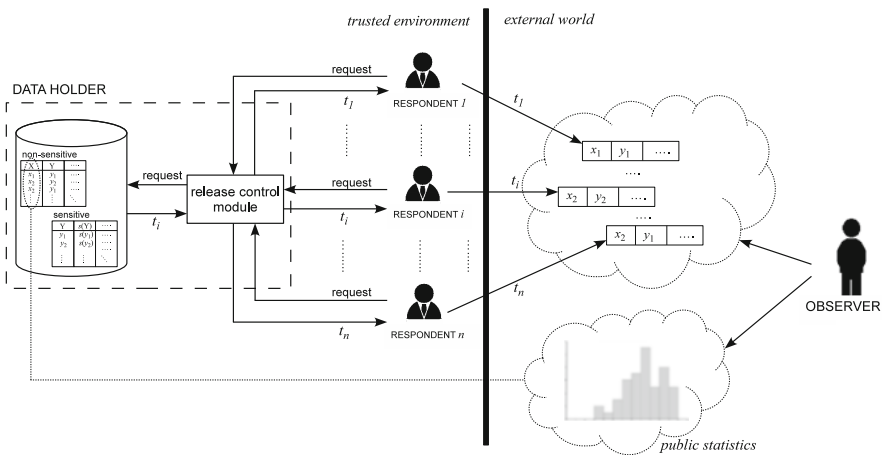 trusted environment
external world
DATA HOLDER
non-sensitive
X Y ....
x1 y1 ....
x2 y2 ....
x2 y1 ....
sensitive
Y s(Y) ....
y1 s(y1) ....
y2 s(y2) ....
request
ti
release control
module
request
t1
RESPONDENT 1
request
ti
RESPONDENT i
request
tn
RESPONDENT n
t1
x1 y1 ....
....
ti
x2 y2 ....
....
x2 y1 ....
tn
OBSERVER
public statistics